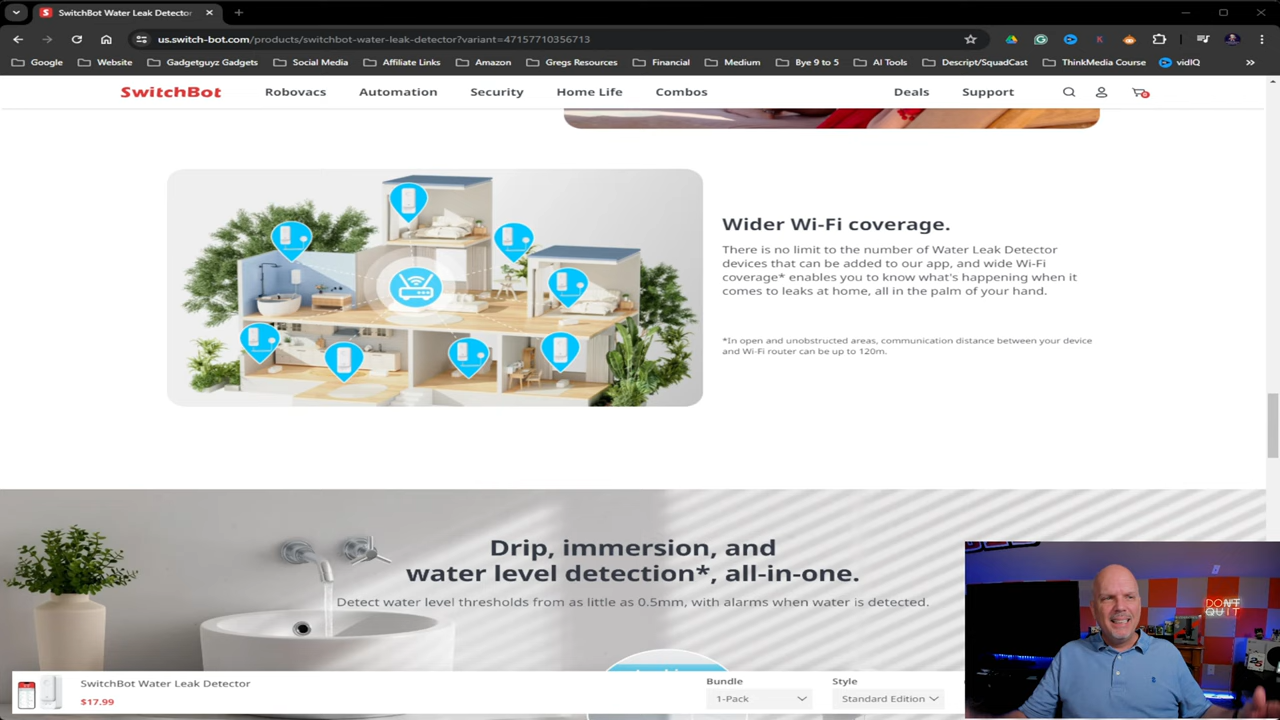 SwitchBot Water Leak Detector
us.switch-bot.com/products/switchbot-water-leak-detector?variant=47157710356713
Google Website Gadgetguyz Gadgets Social Media Affiliate Links Amazon Gregs Resources Financial Medium Bye 9 to 5 AI Tools Descript/SquadCast ThinkMedia Course vidIQ
SwitchBot Robovacs Automation Security Home Life Combos Deals Support 0
Wider Wi-Fi coverage.
There is no limit to the number of Water Leak Detector
devices that can be added to our app, and wide Wi-Fi
coverage* enables you to know what's happening when it
comes to leaks at home, all in the palm of your hand.
*In open and unobstructed areas, communication distance between your device
and Wi-Fi router can be up to 120m.
Drip, immersion, and
water level detection*, all-in-one.
Detect water level thresholds from as little as 0.5mm, with alarms when water is detected.
DON'T
QUIT
SwitchBot Water Leak Detector
$17.99
Bundle Style
1-Pack Standard Edition